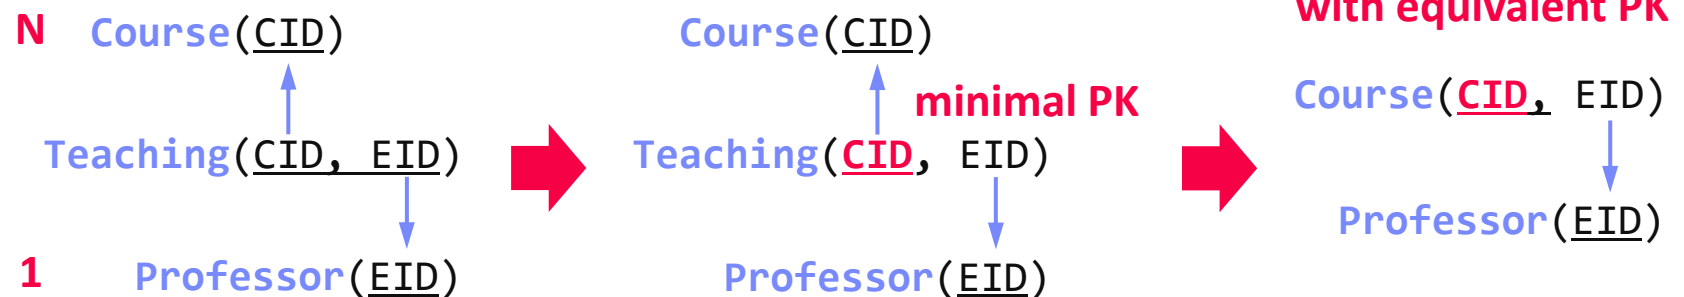 N Course(CID)
Teaching(CID, EID)
1 Professor(EID)
Course(CID)
minimal PK
Teaching(CID, EID)
Professor(EID)
with equivalent PK
Course(CID, EID)
Professor(EID)